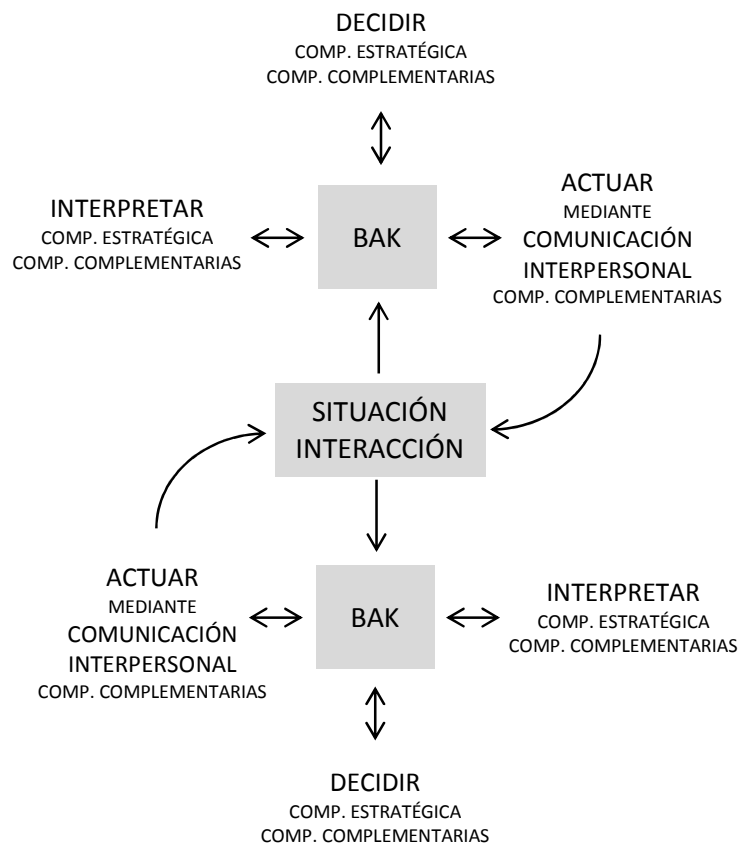 DECIDIR
COMP. ESTRATÉGICA
COMP. COMPLEMENTARIAS
INTERPRETAR
COMP. ESTRATÉGICA
COMP. COMPLEMENTARIAS
BAK
ACTUAR
MEDIANTE
COMUNICACIÓN
INTERPERSONAL
COMP. COMPLEMENTARIAS
SITUACIÓN
INTERACCIÓN
ACTUAR
MEDIANTE
COMUNICACIÓN
INTERPERSONAL
COMP. COMPLEMENTARIAS
BAK
INTERPRETAR
COMP. ESTRATÉGICA
COMP. COMPLEMENTARIAS
DECIDIR
COMP. ESTRATÉGICA
COMP. COMPLEMENTARIAS